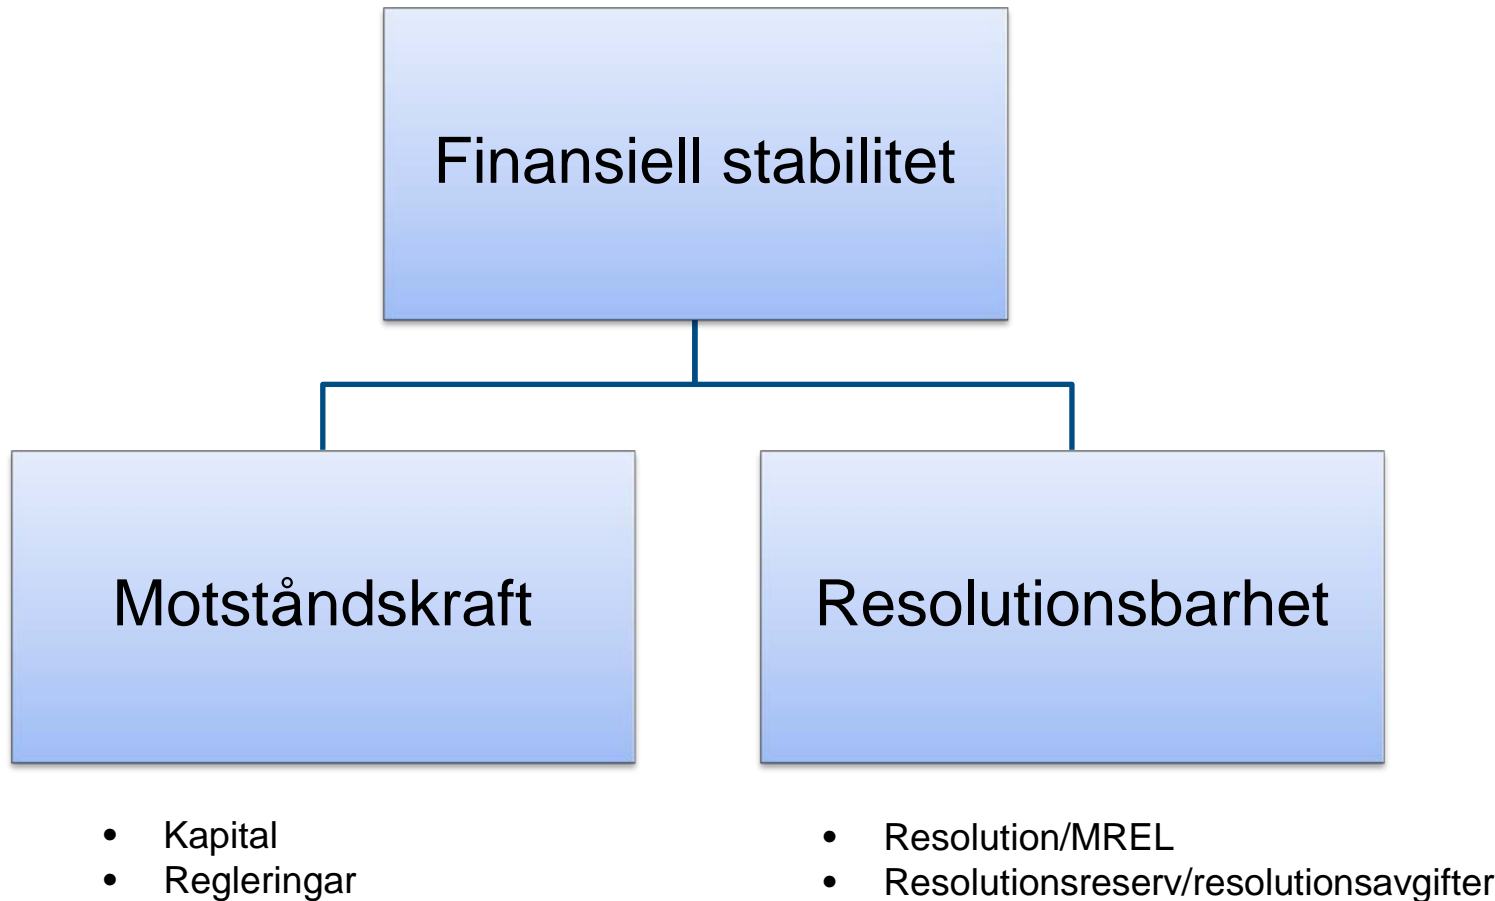 Finansiell stabilitet
Motståndskraft
Resolutionsbarhet
• Kapital
• Regleringar
• Resolution/MREL
• Resolutionsreserv/resolutionsavgifter